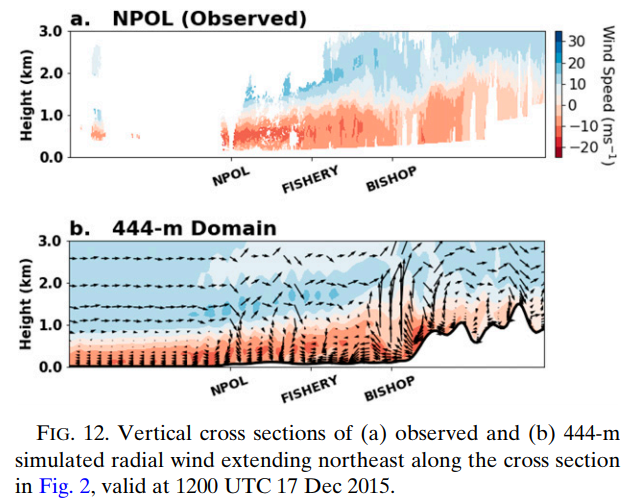 a. NPOL (Observed)
3.0
2.0
1.0
0.0
Height (km)
NPOL
FISHERY
BISHOP
30
20
10
0
−10
−20
Wind Speed (ms⁻¹)
b. 444-m Domain
3.0
2.0
1.0
0.0
Height (km)
NPOL
FISHERY
BISHOP
FIG. 12. Vertical cross sections of (a) observed and (b) 444-m
simulated radial wind extending northeast along the cross section
in Fig. 2, valid at 1200 UTC 17 Dec 2015.